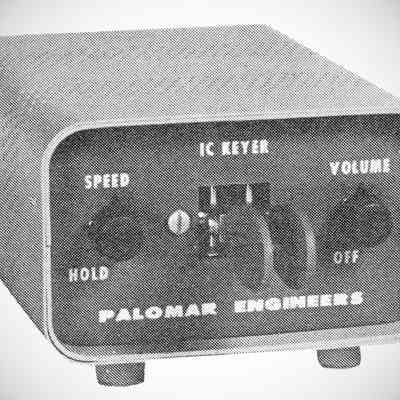 IC KEYER
SPEED
VOLUME
HOLD
OFF
PALOMAR ENGINEERS